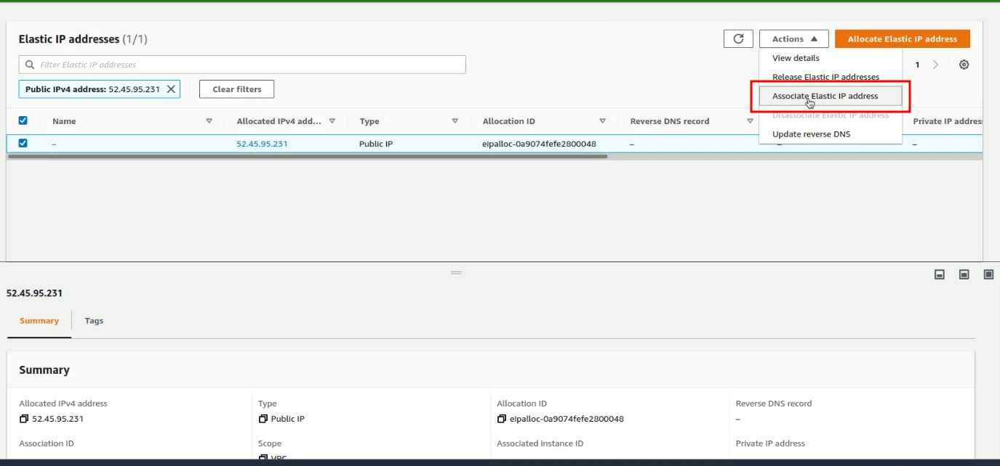 Elastic IP addresses (1/1)
Actions
Allocate Elastic IP address
Filter Elastic IP addresses
View details
1
Release Elastic IP addresses
Public IPv4 address: 52.45.95.231
Clear filters
Associate Elastic IP address
Disassociate Elastic IP address
Name
Allocated IPv4 add...
Type
Allocation ID
Reverse DNS record
Private IP address
Update reverse DNS
–
52.45.95.231
Public IP
eipalloc-0a9074fefe2800048
–
–
–
52.45.95.231
Summary
Tags
Summary
Allocated IPv4 address
Type
Allocation ID
Reverse DNS record
52.45.95.231
Public IP
eipalloc-0a9074fefe2800048
–
Association ID
Scope
Associated instance ID
Private IP address
VPC